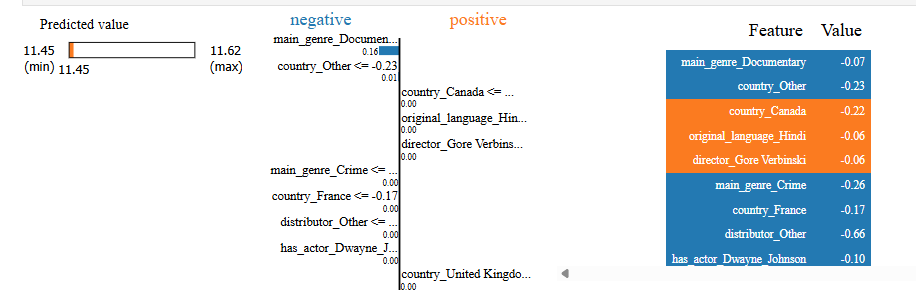 Predicted value
11.45
(min)
11.45
11.62
(max)
negative
positive
main_genre_Documen...
0.16
country_Other <= -0.23
0.01
country_Canada <= ...
0.00
original_language_Hin...
0.00
director_Gore Verbins...
0.00
main_genre_Crime <= ...
0.00
country_France <= -0.17
0.00
distributor_Other <= ...
0.00
has_actor_Dwayne_J...
0.00
country_United Kingdo...
0.00
Feature Value
main_genre_Documentary -0.07
country_Other -0.23
country_Canada -0.22
original_language_Hindi -0.06
director_Gore Verbinski -0.06
main_genre_Crime -0.26
country_France -0.17
distributor_Other -0.66
has_actor_Dwayne_Johnson -0.10